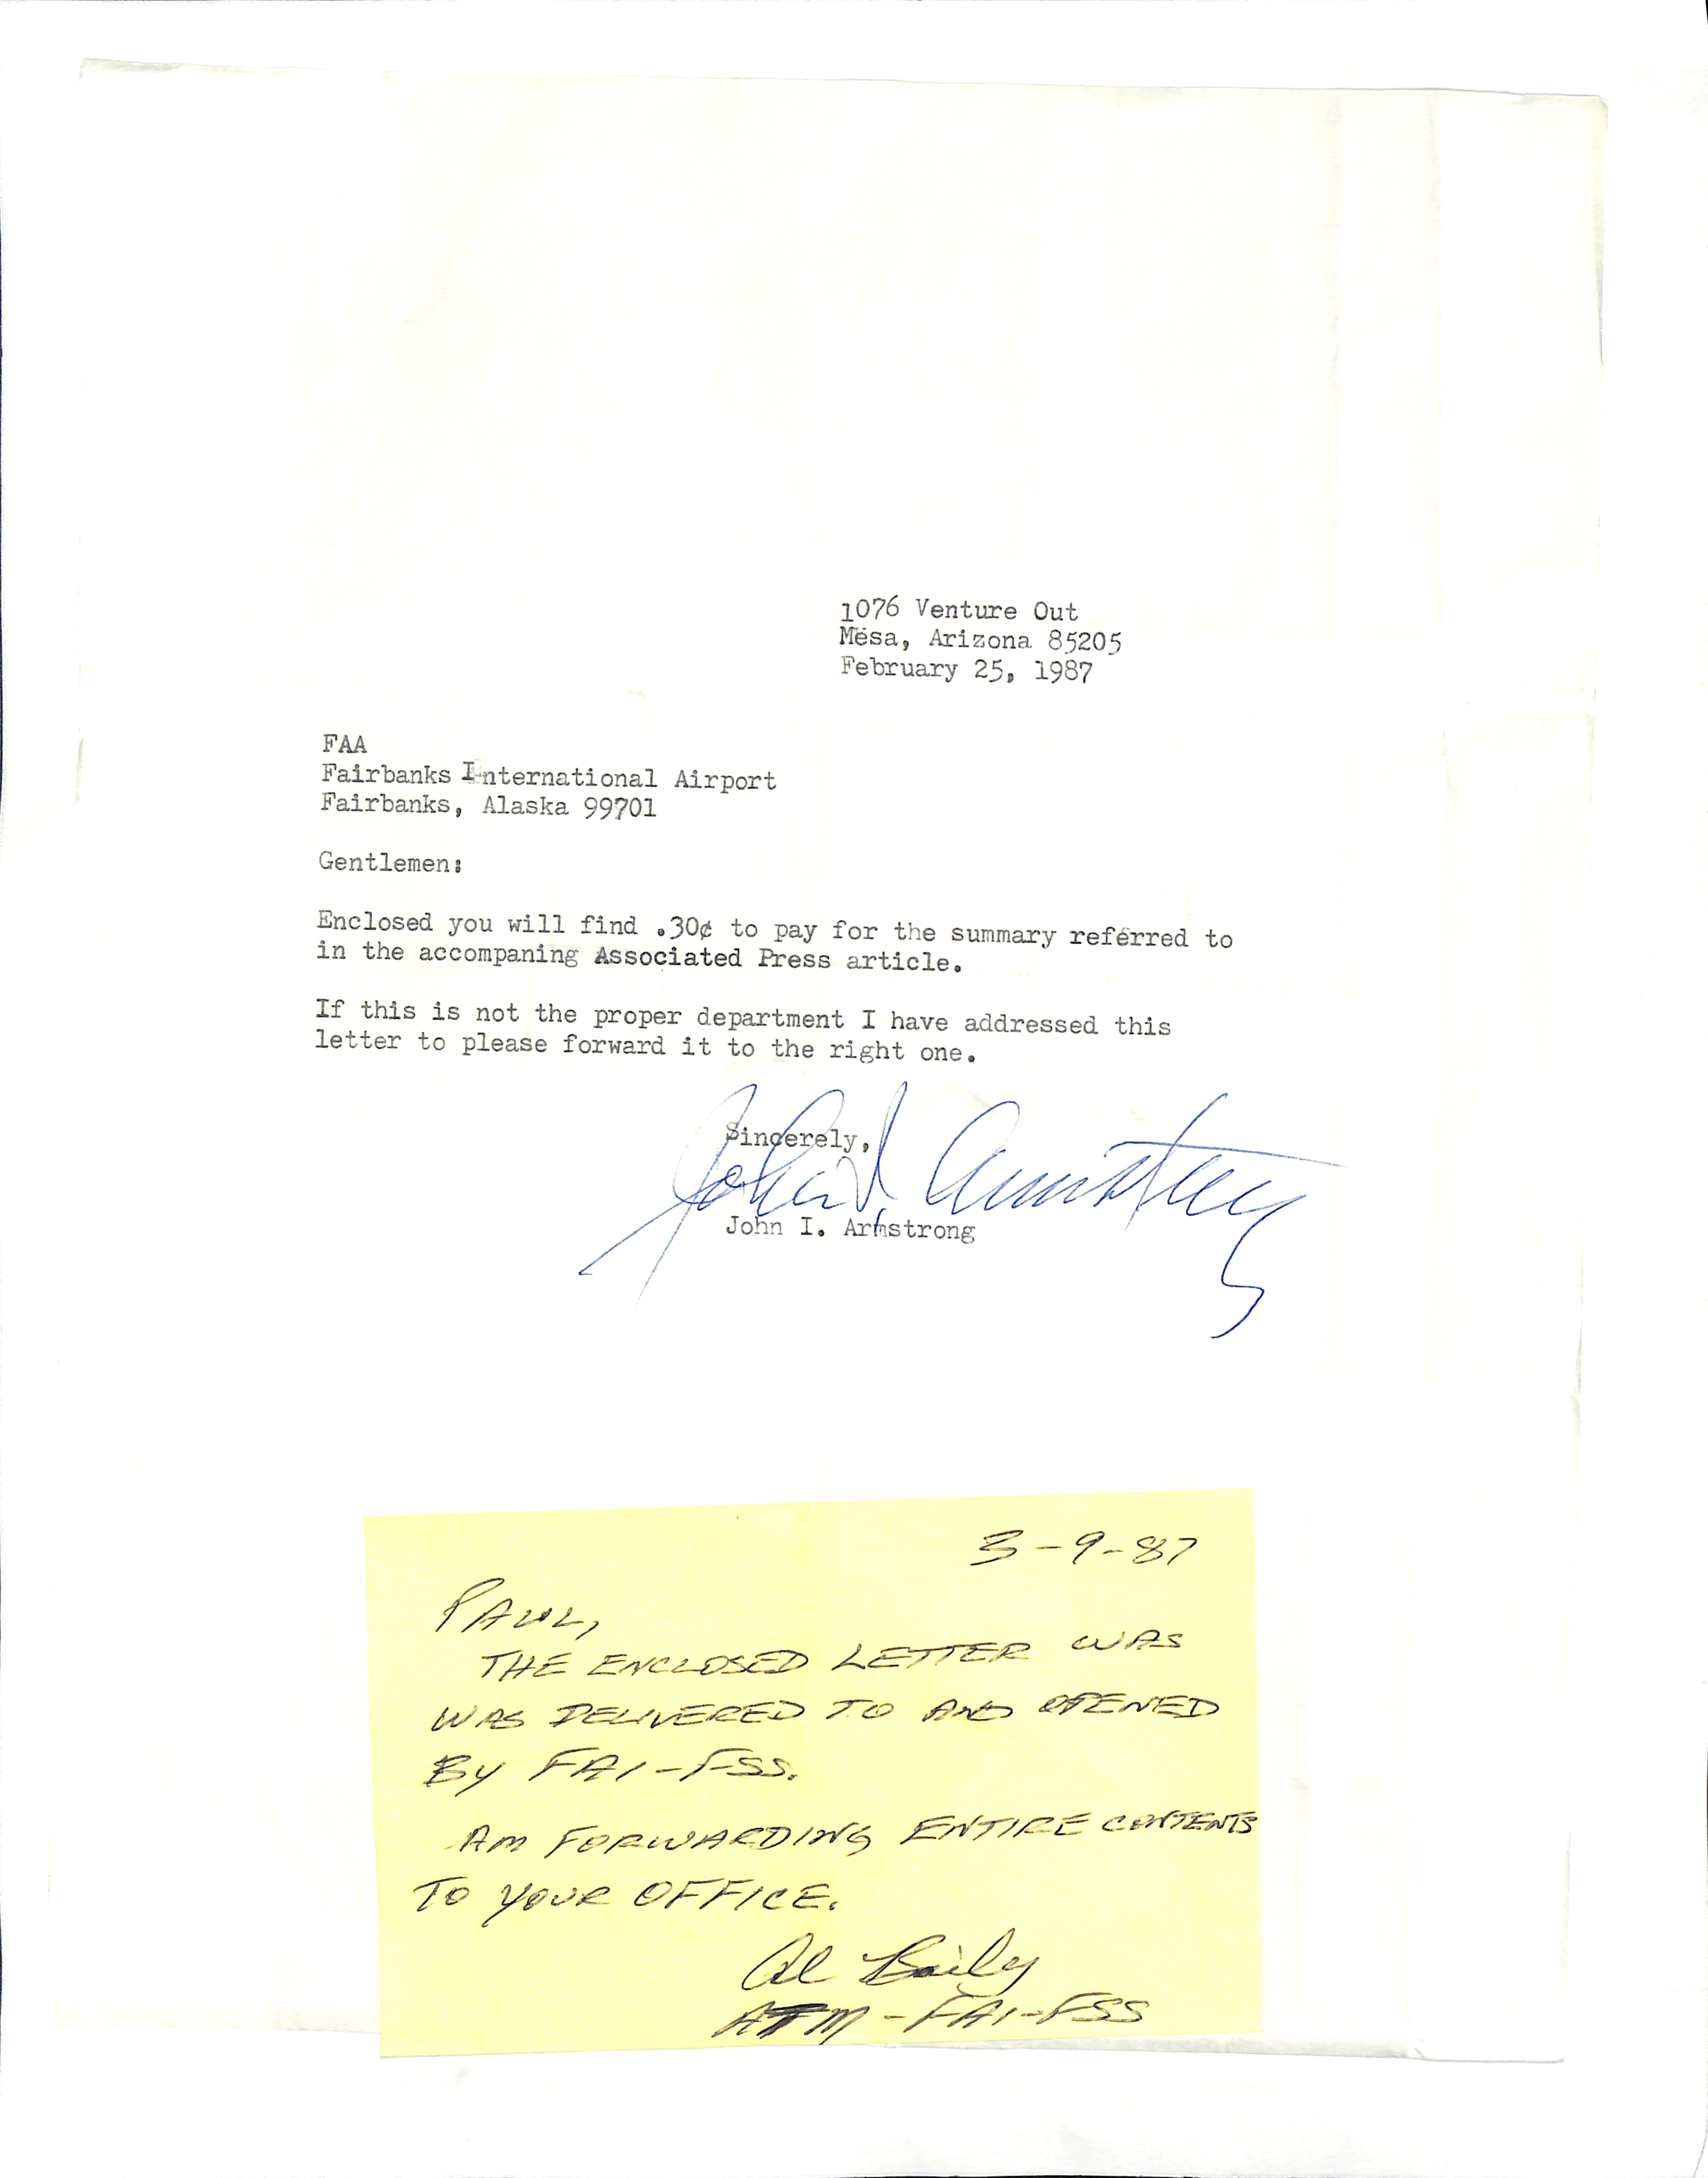 1076 Venture Out
Mesa, Arizona 85205
February 25, 1987
FAA
Fairbanks International Airport
Fairbanks, Alaska 99701
Gentlemen:
Enclosed you will find .30¢ to pay for the summary referred to
in the accompaning Associated Press article.
If this is not the proper department I have addressed this
letter to please forward it to the right one.
Sincerely,
John I. Armstrong
John I. Armstrong
3-9-87
PAUL,
THE ENCLOSED LETTER WAS
WAS DELIVERED TO AND OPENED
BY FAI-FSS.
AM FORWARDING ENTIRE CONTENTS
TO YOUR OFFICE.
Al Baily
ATM-FAI-FSS